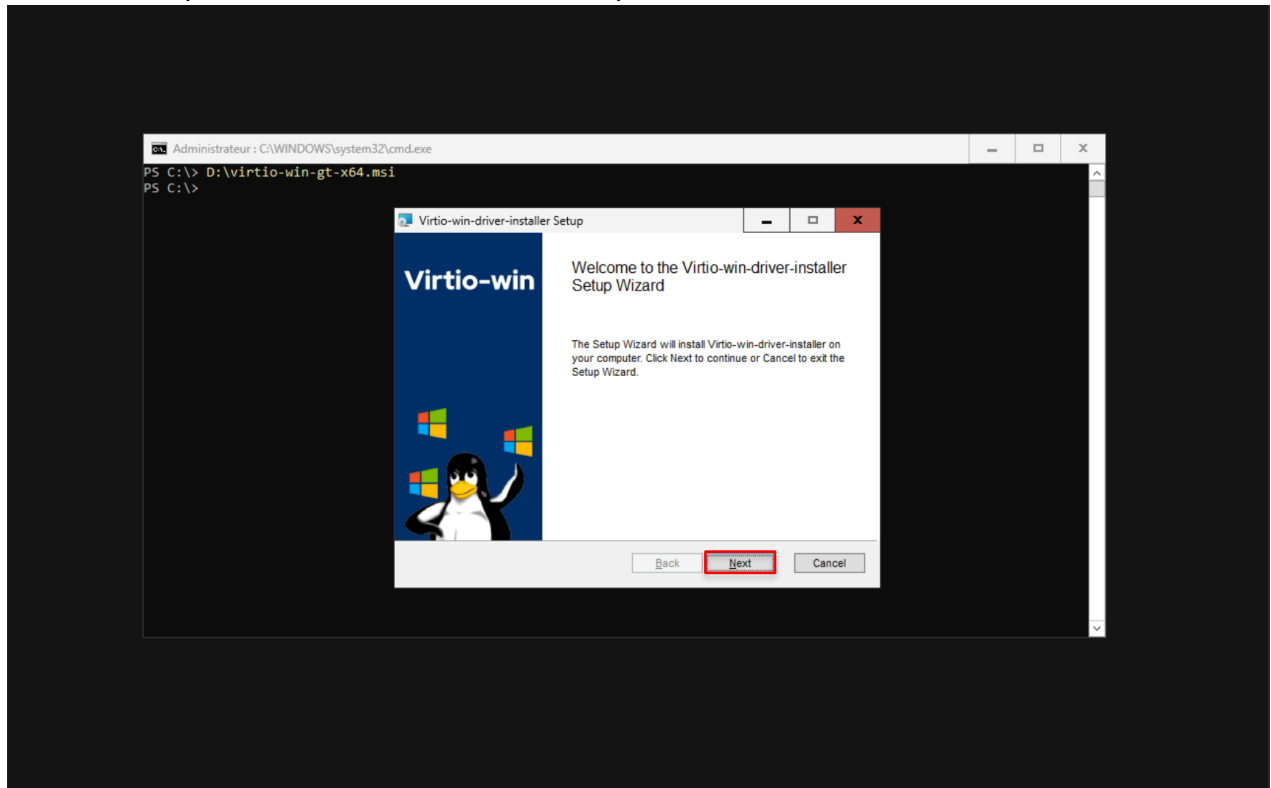 Administrateur : C:\WINDOWS\system32\cmd.exe
PS C:\> D:\virtio-win-gt-x64.msi
PS C:\>
Virtio-win-driver-installer Setup
Virtio-win
Welcome to the Virtio-win-driver-installer
Setup Wizard
The Setup Wizard will install Virtio-win-driver-installer on
your computer. Click Next to continue or Cancel to exit the
Setup Wizard.
Back Next Cancel